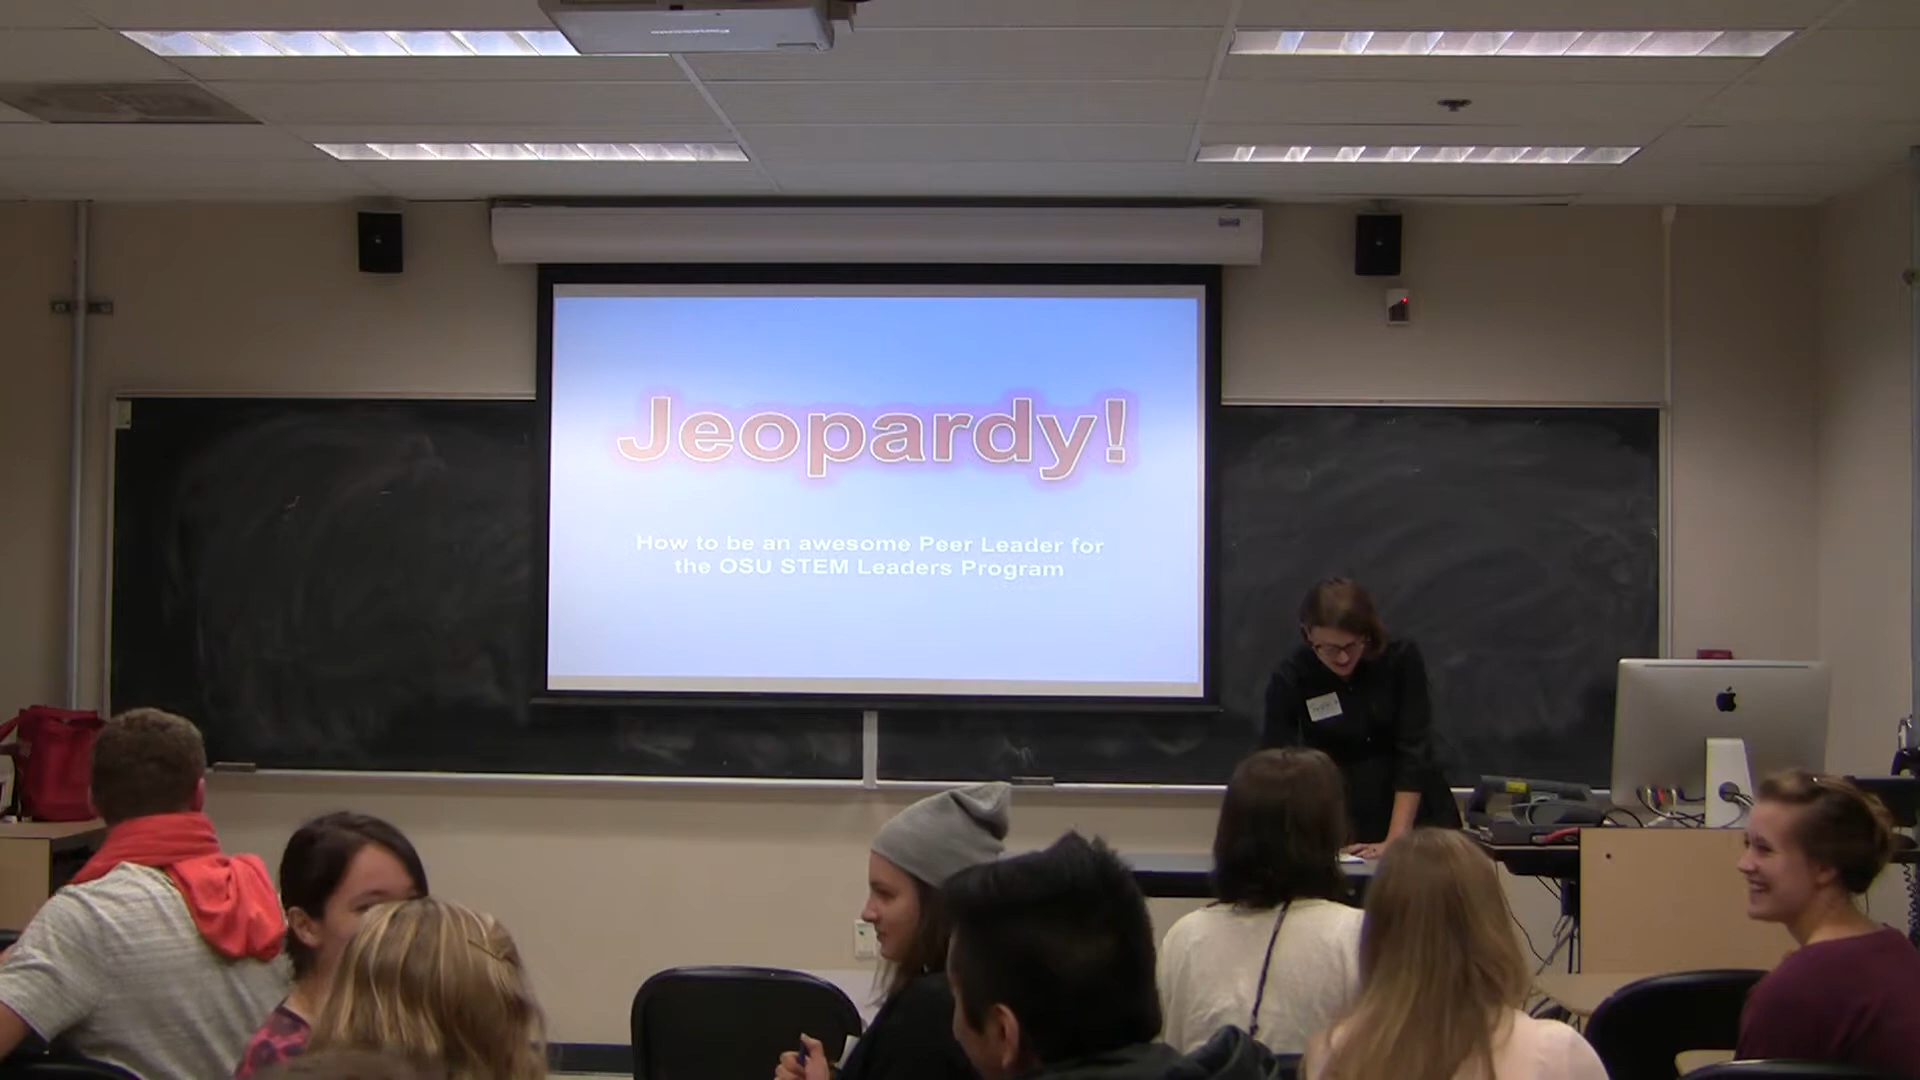 Jeopardy!
How to be an awesome Peer Leader for
the OSU STEM Leaders Program